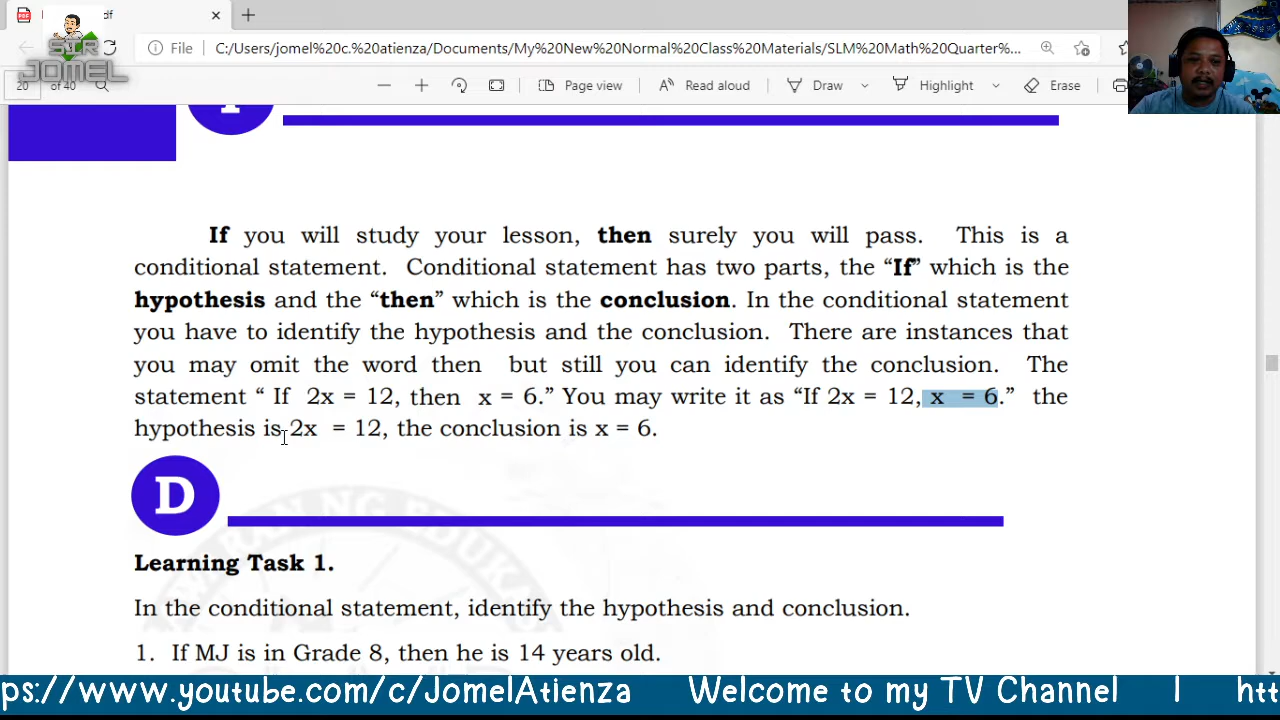 df
File
C:/Users/jomel%20c.%20atienza/Documents/My%20New%20Normal%20Class%20Materials/SLM%20Math%20Quarter%...
SIR
JOMEL
20 of 40
Page view
Read aloud
Draw
Highlight
Erase
If you will study your lesson, then surely you will pass. This is a
conditional statement. Conditional statement has two parts, the “If” which is the
hypothesis and the “then” which is the conclusion. In the conditional statement
you have to identify the hypothesis and the conclusion. There are instances that
you may omit the word then but still you can identify the conclusion. The
statement “ If 2x = 12, then x = 6.” You may write it as “If 2x = 12, x = 6.” the
hypothesis is 2x = 12, the conclusion is x = 6.
D
Learning Task 1.
In the conditional statement, identify the hypothesis and conclusion.
1. If MJ is in Grade 8, then he is 14 years old.
ps://www.youtube.com/c/JomelAtienza Welcome to my TV Channel | htt